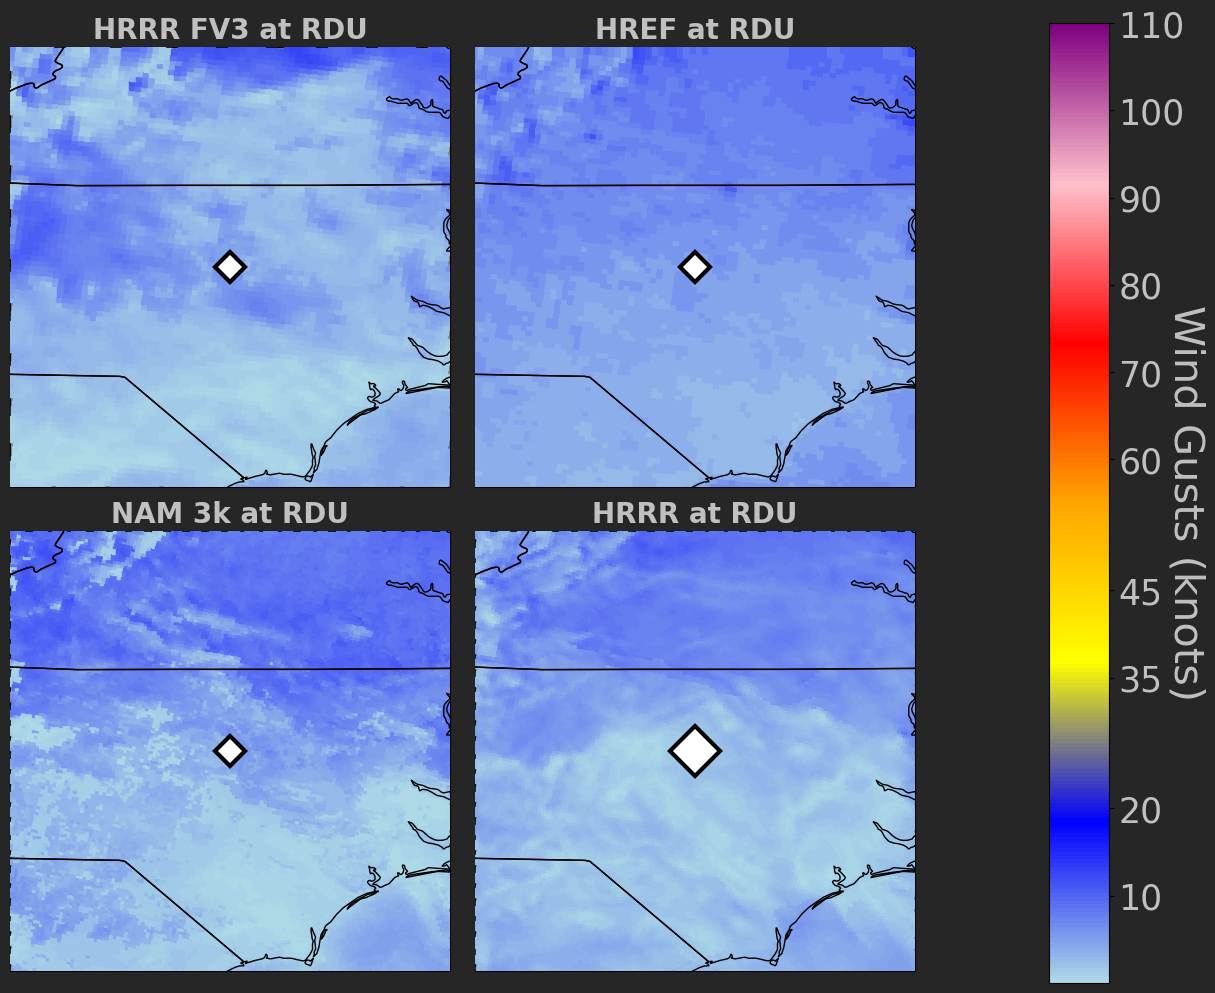 HRRR FV3 at RDU
HREF at RDU
NAM 3k at RDU
HRRR at RDU
110
100
90
80
70
60
45
35
20
10
Wind Gusts (knots)